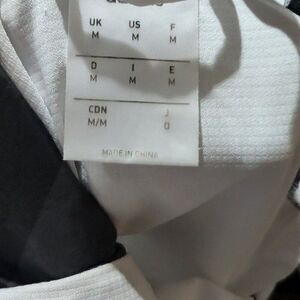 UK US F
M M M
D I E
M M M
CDN J
M/M O
MADE IN CHINA